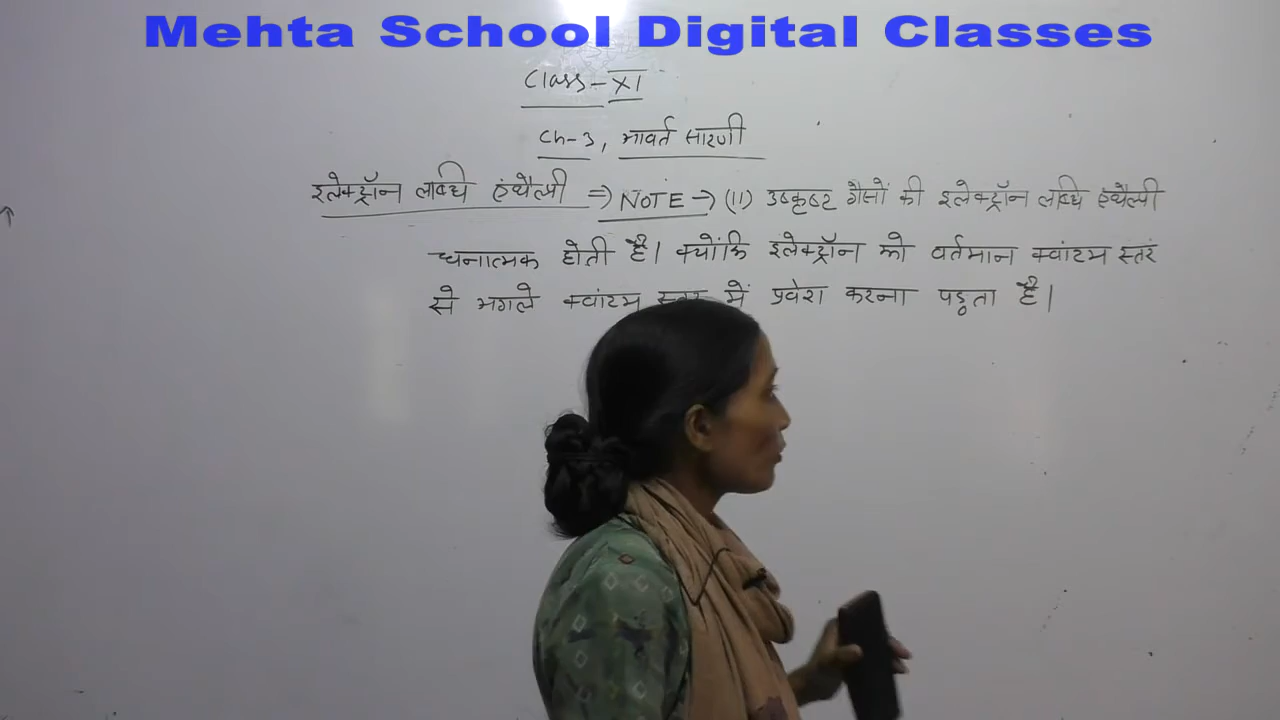 Mehta School Digital Classes
Class-XI
Ch-3, आवर्त सारणी
इलेक्ट्रॉन लब्धि एंथैल्पी ⇒ NOTE → (II) उत्कृष्ट गैसों की इलेक्ट्रॉन लब्धि एंथैल्पी
धनात्मक होती है। क्योंकि इलेक्ट्रॉन को वर्तमान क्वांटम स्तर
से अगले क्वांटम स्तर में प्रवेश करना पड़ता है।